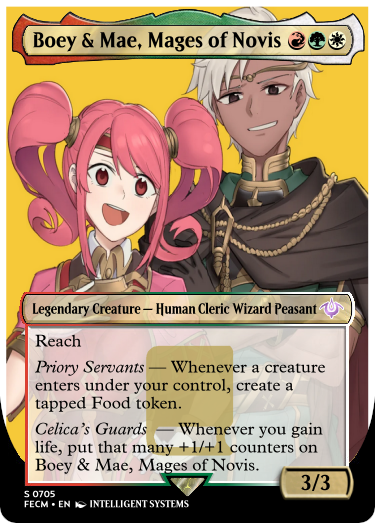 Boey & Mae, Mages of Novis
Legendary Creature — Human Cleric Wizard Peasant
Reach
Priory Servants — Whenever a creature
enters under your control, create a
tapped Food token.
Celica's Guards — Whenever you gain
life, put that many +1/+1 counters on
Boey & Mae, Mages of Novis.
3/3
S 0705
FECM • EN INTELLIGENT SYSTEMS